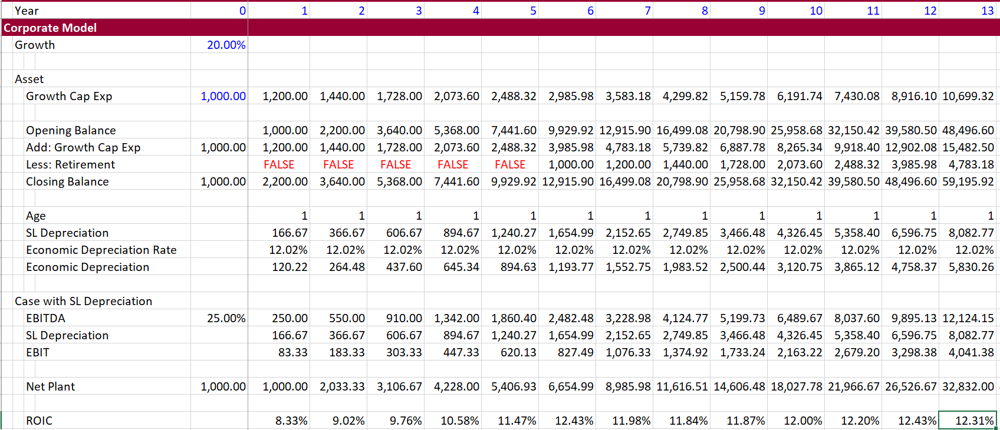 Year 0 1 2 3 4 5 6 7 8 9 10 11 12 13
Corporate Model
Growth 20.00%
Asset
Growth Cap Exp 1,000.00 1,200.00 1,440.00 1,728.00 2,073.60 2,488.32 2,985.98 3,583.18 4,299.82 5,159.78 6,191.74 7,430.08 8,916.10 10,699.32
Opening Balance 1,000.00 2,200.00 3,640.00 5,368.00 7,441.60 9,929.92 12,915.90 16,499.08 20,798.90 25,958.68 32,150.42 39,580.50 48,496.60
Add: Growth Cap Exp 1,000.00 1,200.00 1,440.00 1,728.00 2,073.60 2,488.32 3,985.98 4,783.18 5,739.82 6,887.78 8,265.34 9,918.40 12,902.08 15,482.50
Less: Retirement FALSE FALSE FALSE FALSE FALSE 1,000.00 1,200.00 1,440.00 1,728.00 2,073.60 2,488.32 3,985.98 4,783.18
Closing Balance 1,000.00 2,200.00 3,640.00 5,368.00 7,441.60 9,929.92 12,915.90 16,499.08 20,798.90 25,958.68 32,150.42 39,580.50 48,496.60 59,195.92
Age 1 1 1 1 1 1 1 1 1 1 1 1 1
SL Depreciation 166.67 366.67 606.67 894.67 1,240.27 1,654.99 2,152.65 2,749.85 3,466.48 4,326.45 5,358.40 6,596.75 8,082.77
Economic Depreciation Rate 12.02% 12.02% 12.02% 12.02% 12.02% 12.02% 12.02% 12.02% 12.02% 12.02% 12.02% 12.02% 12.02%
Economic Depreciation 120.22 264.48 437.60 645.34 894.63 1,193.77 1,552.75 1,983.52 2,500.44 3,120.75 3,865.12 4,758.37 5,830.26
Case with SL Depreciation
EBITDA 25.00% 250.00 550.00 910.00 1,342.00 1,860.40 2,482.48 3,228.98 4,124.77 5,199.73 6,489.67 8,037.60 9,895.13 12,124.15
SL Depreciation 166.67 366.67 606.67 894.67 1,240.27 1,654.99 2,152.65 2,749.85 3,466.48 4,326.45 5,358.40 6,596.75 8,082.77
EBIT 83.33 183.33 303.33 447.33 620.13 827.49 1,076.33 1,374.92 1,733.24 2,163.22 2,679.20 3,298.38 4,041.38
Net Plant 1,000.00 1,000.00 2,033.33 3,106.67 4,228.00 5,406.93 6,654.99 8,985.98 11,616.51 14,606.48 18,027.78 21,966.67 26,526.67 32,832.00
ROIC 8.33% 9.02% 9.76% 10.58% 11.47% 12.43% 11.98% 11.84% 11.87% 12.00% 12.20% 12.43% 12.31%